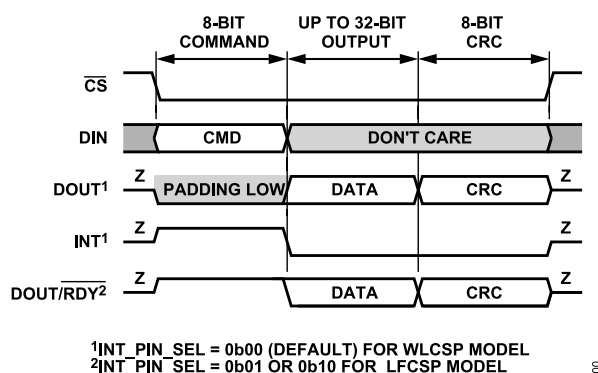 8-BIT COMMAND
UP TO 32-BIT OUTPUT
8-BIT CRC
CS
DIN
CMD
DON'T CARE
DOUT1
Z
PADDING LOW
DATA
CRC
Z
INT1
Z
Z
DOUT/RDY2
Z
DATA
CRC
Z
1INT_PIN_SEL = 0b00 (DEFAULT) FOR WLCSP MODEL
2INT_PIN_SEL = 0b01 OR 0b10 FOR LFCSP MODEL
00